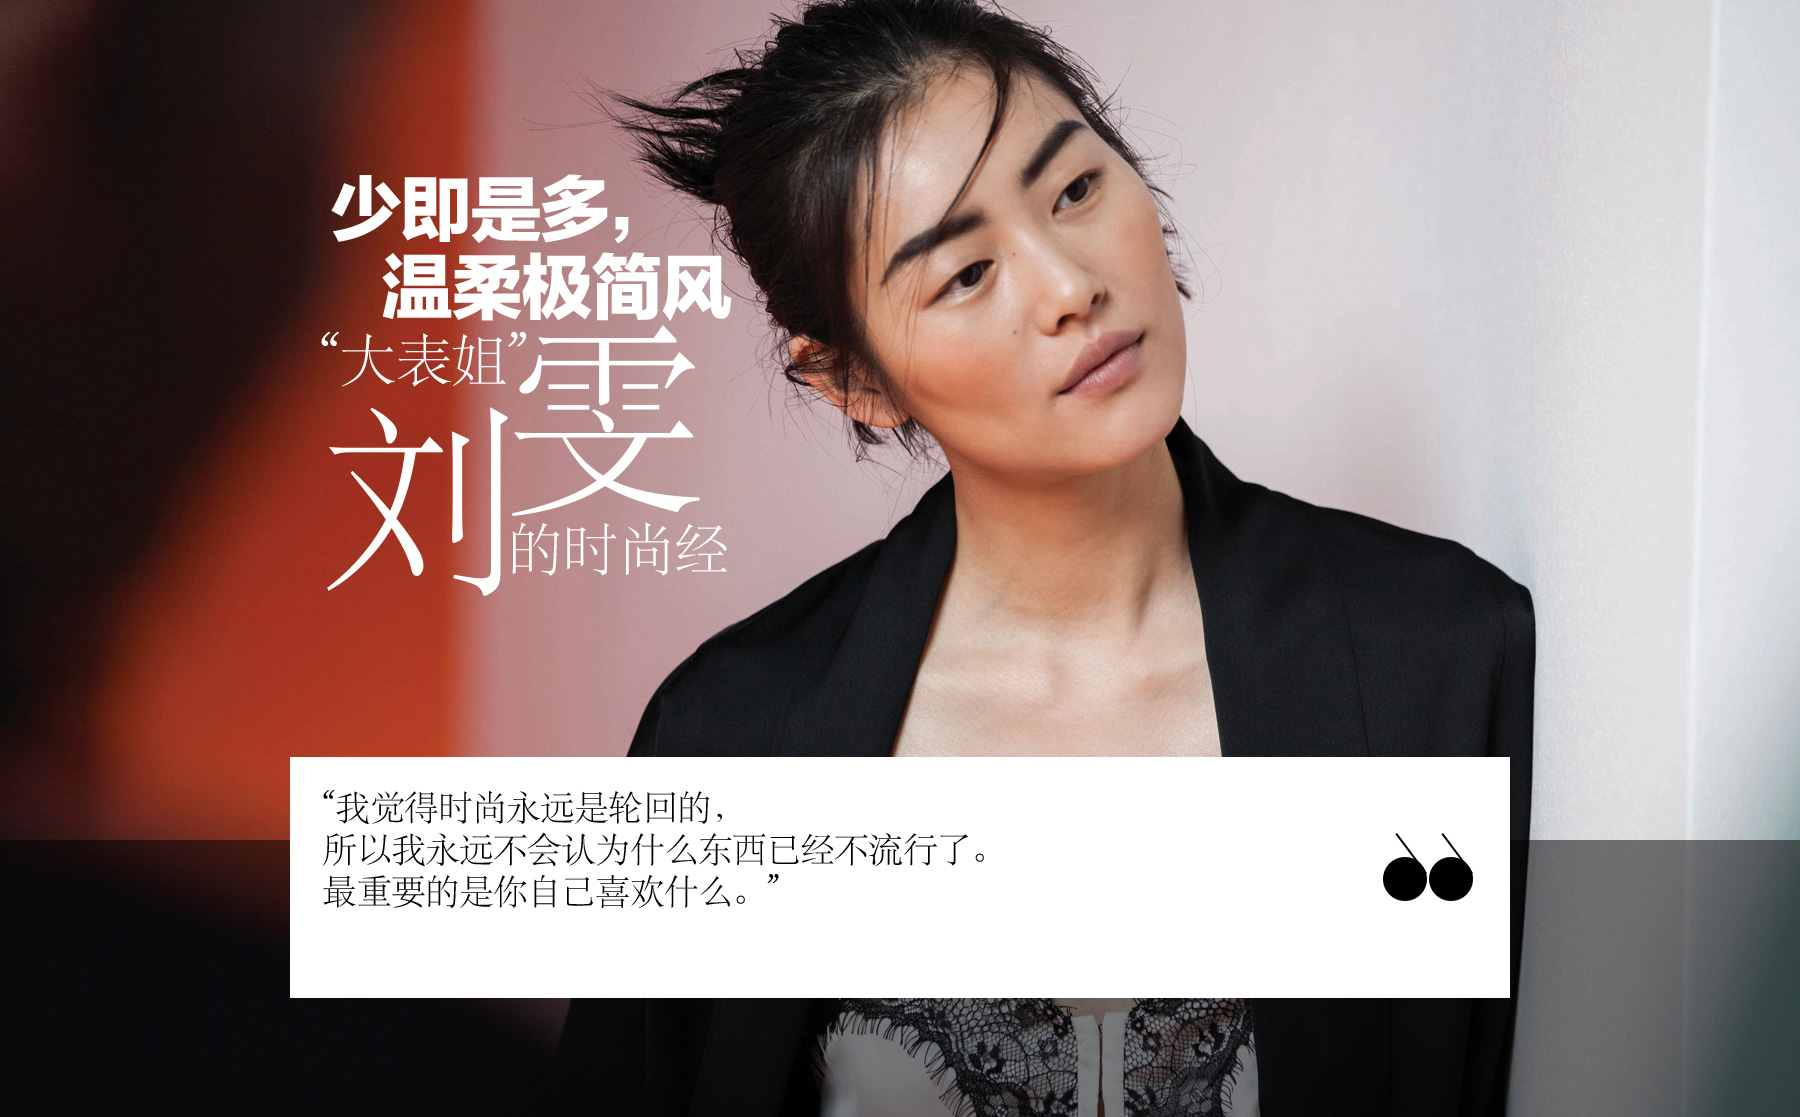 少即是多，
温柔极简风
“大表姐”刘雯
的时尚经
“我觉得时尚永远是轮回的，
所以我永远不会认为什么东西已经不流行了。
最重要的是你自己喜欢什么。”